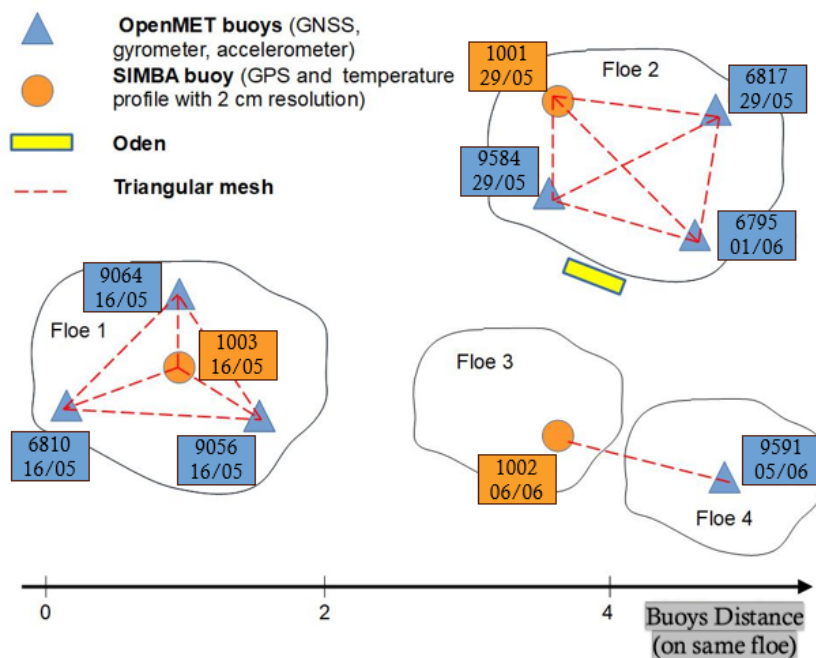 OpenMET buoys (GNSS,
gyrometer, accelerometer)
SIMBA buoy (GPS and temperature
profile with 2 cm resolution)
Oden
Triangular mesh
1001
29/05
Floe 2
6817
29/05
9584
29/05
6795
01/06
9064
16/05
Floe 1
1003
16/05
6810
16/05
9056
16/05
Floe 3
1002
06/06
9591
05/06
Floe 4
0
2
4
Buoys Distance
(on same floe)